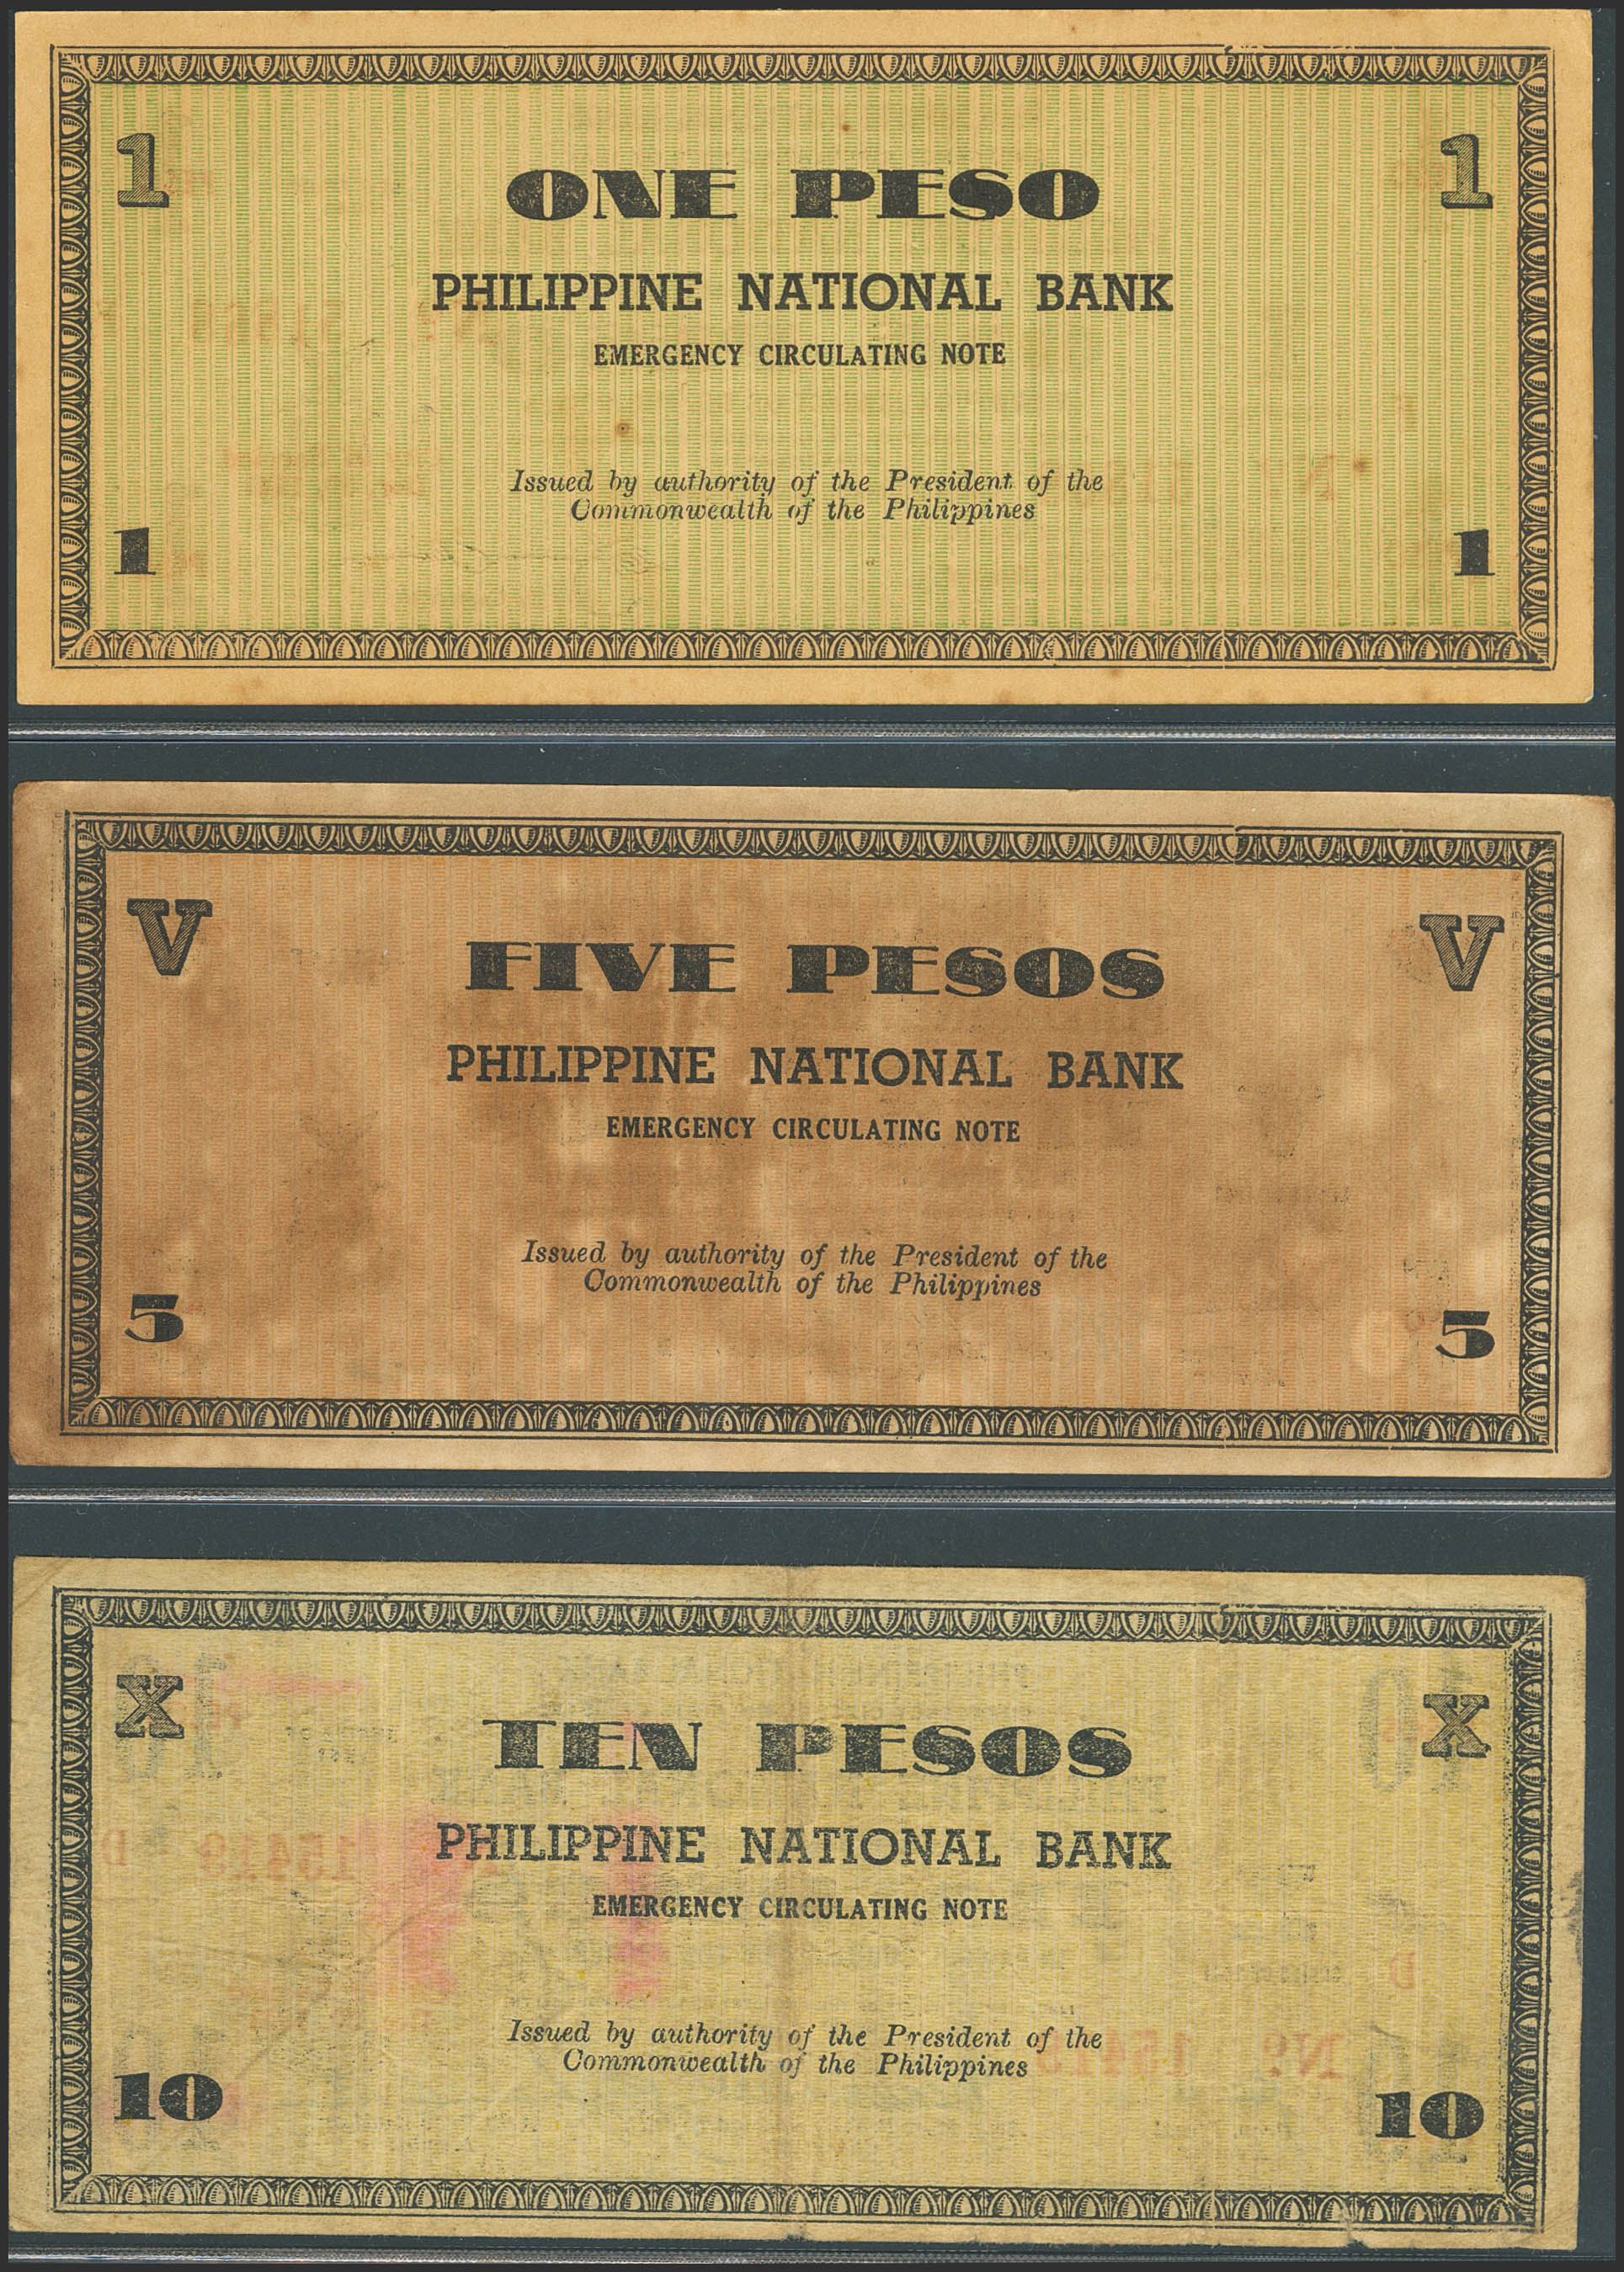 1 1
ONE PESO
PHILIPPINE NATIONAL BANK
EMERGENCY CIRCULATING NOTE
Issued by authority of the President of the
Commonwealth of the Philippines
1 1
V V
FIVE PESOS
PHILIPPINE NATIONAL BANK
EMERGENCY CIRCULATING NOTE
Issued by authority of the President of the
Commonwealth of the Philippines
5 5
X X
TEN PESOS
PHILIPPINE NATIONAL BANK
EMERGENCY CIRCULATING NOTE
Issued by authority of the President of the
Commonwealth of the Philippines
10 10